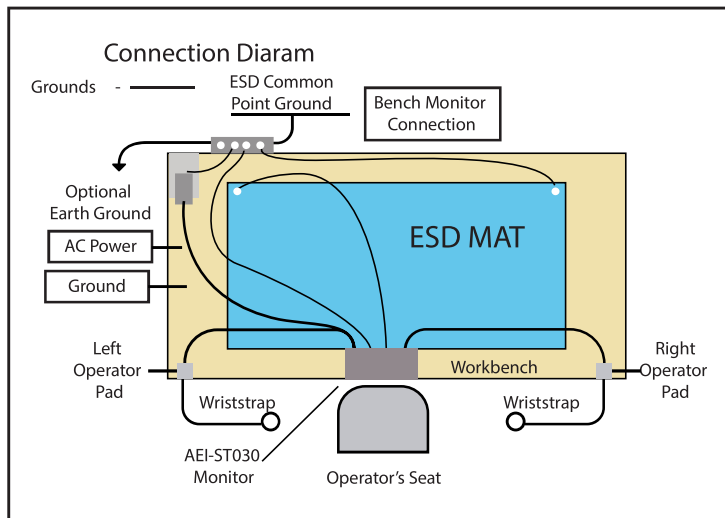 Connection Diaram
Grounds -
ESD Common
Point Ground
Bench Monitor
Connection
Optional
Earth Ground
AC Power
Ground
ESD MAT
Left
Operator
Pad
Workbench
Right
Operator
Pad
Wriststrap
Wriststrap
AEI-ST030
Monitor
Operator's Seat